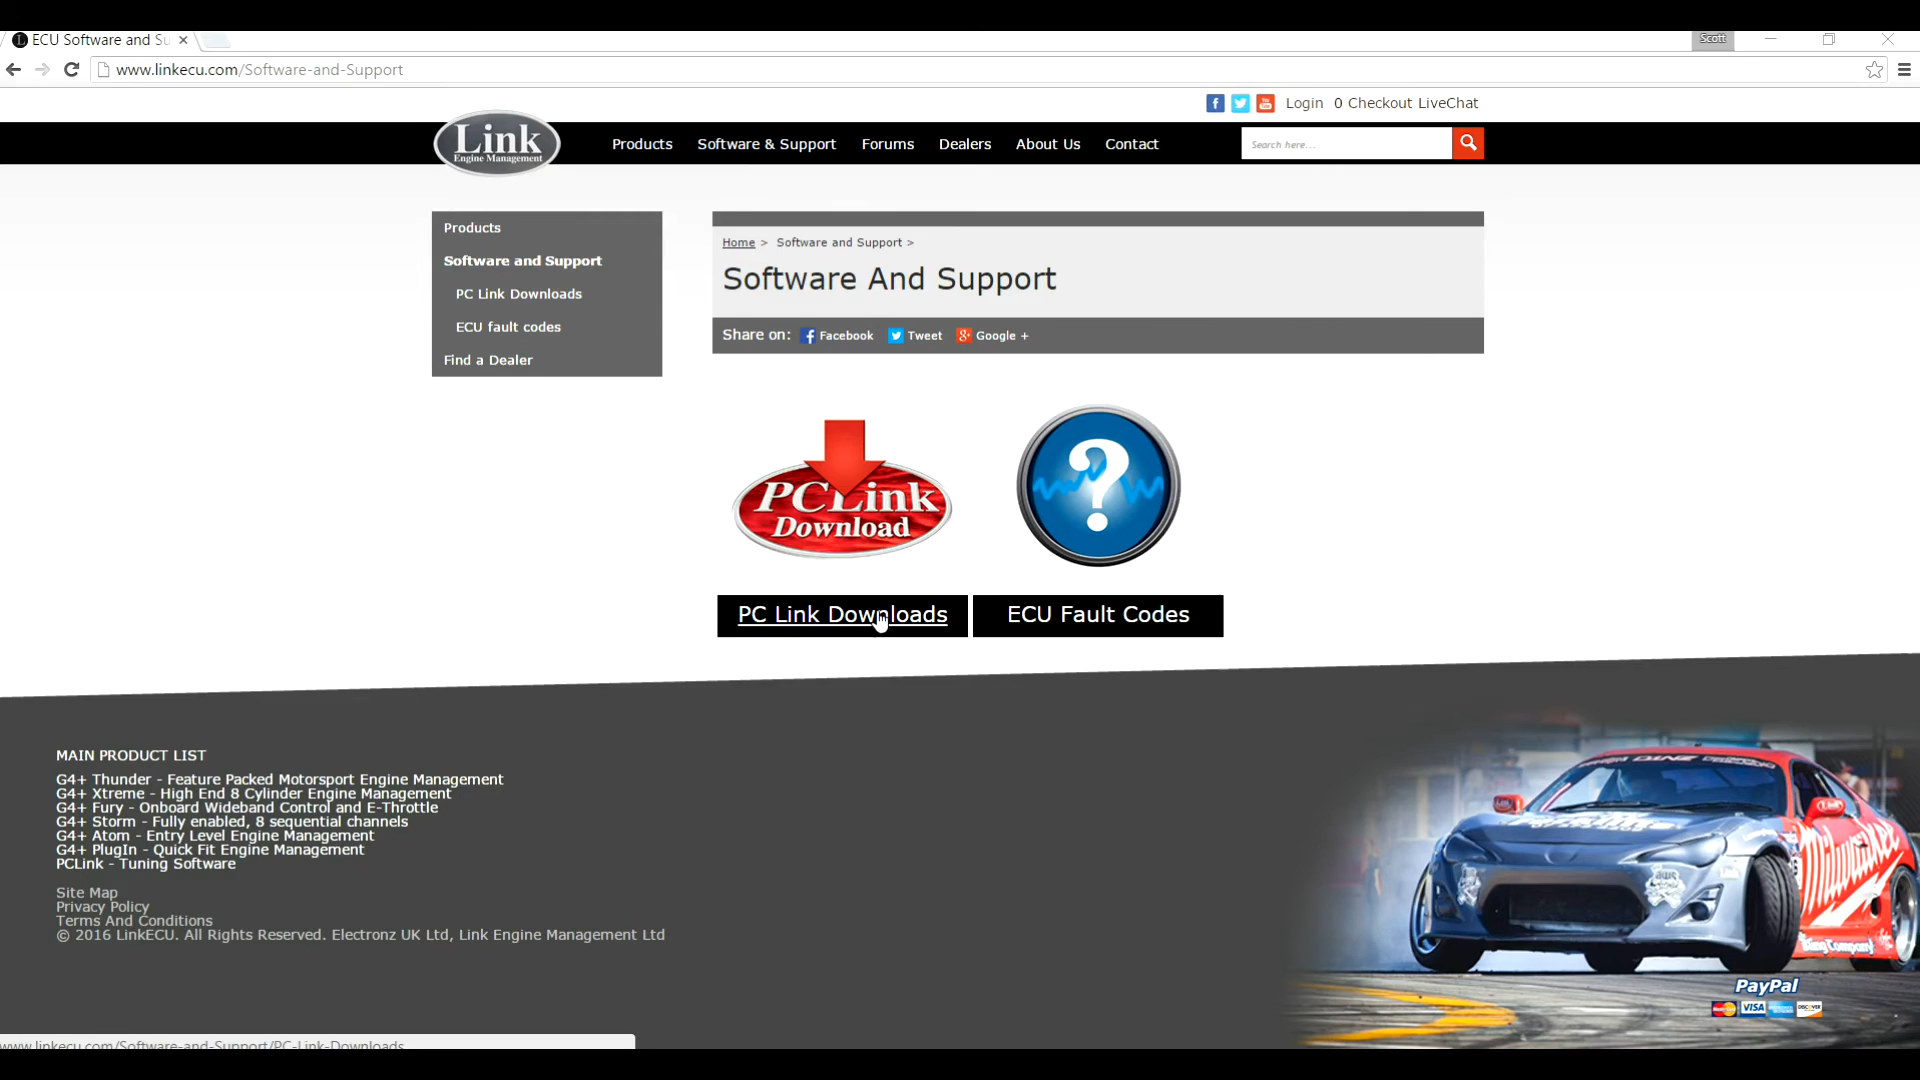 ECU Software and Su
Scott
www.linkecu.com/Software-and-Support
Login 0 Checkout LiveChat
Link
Engine Management
Products Software & Support Forums Dealers About Us Contact
Search here...
Products
Software and Support
PC Link Downloads
ECU fault codes
Find a Dealer
Home > Software and Support >
Software And Support
Share on: Facebook Tweet Google +
PCLink
Download
PC Link Downloads
ECU Fault Codes
MAIN PRODUCT LIST
G4+ Thunder - Feature Packed Motorsport Engine Management
G4+ Xtreme - High End 8 Cylinder Engine Management
G4+ Fury - Onboard Wideband Control and E-Throttle
G4+ Storm - Fully enabled, 8 sequential channels
G4+ Atom - Entry Level Engine Management
G4+ PlugIn - Quick Fit Engine Management
PCLink - Tuning Software
Site Map
Privacy Policy
Terms And Conditions
© 2016 LinkECU. All Rights Reserved. Electronz UK Ltd, Link Engine Management Ltd
Milwaukee
PayPal
VISA
www.linkecu.com/Software-and-Support/PC-Link-Downloads